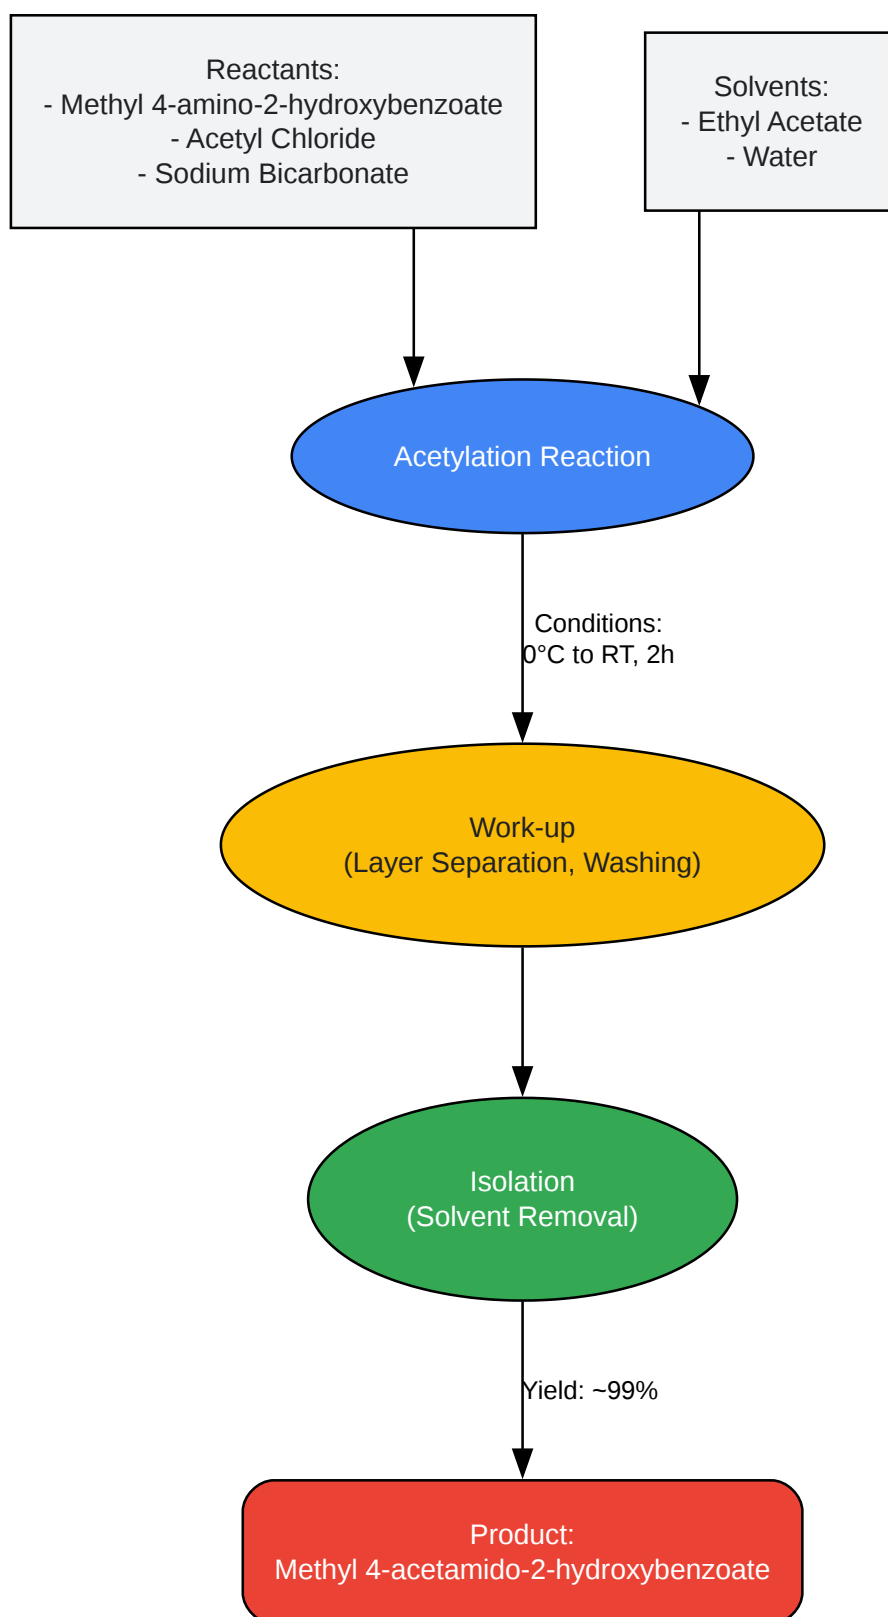 Reactants:
- Methyl 4-amino-2-hydroxybenzoate
- Acetyl Chloride
- Sodium Bicarbonate
Solvents:
- Ethyl Acetate
- Water
Acetylation Reaction
Conditions:
0°C to RT, 2h
Work-up
(Layer Separation, Washing)
Isolation
(Solvent Removal)
Yield: ~99%
Product:
Methyl 4-acetamido-2-hydroxybenzoate